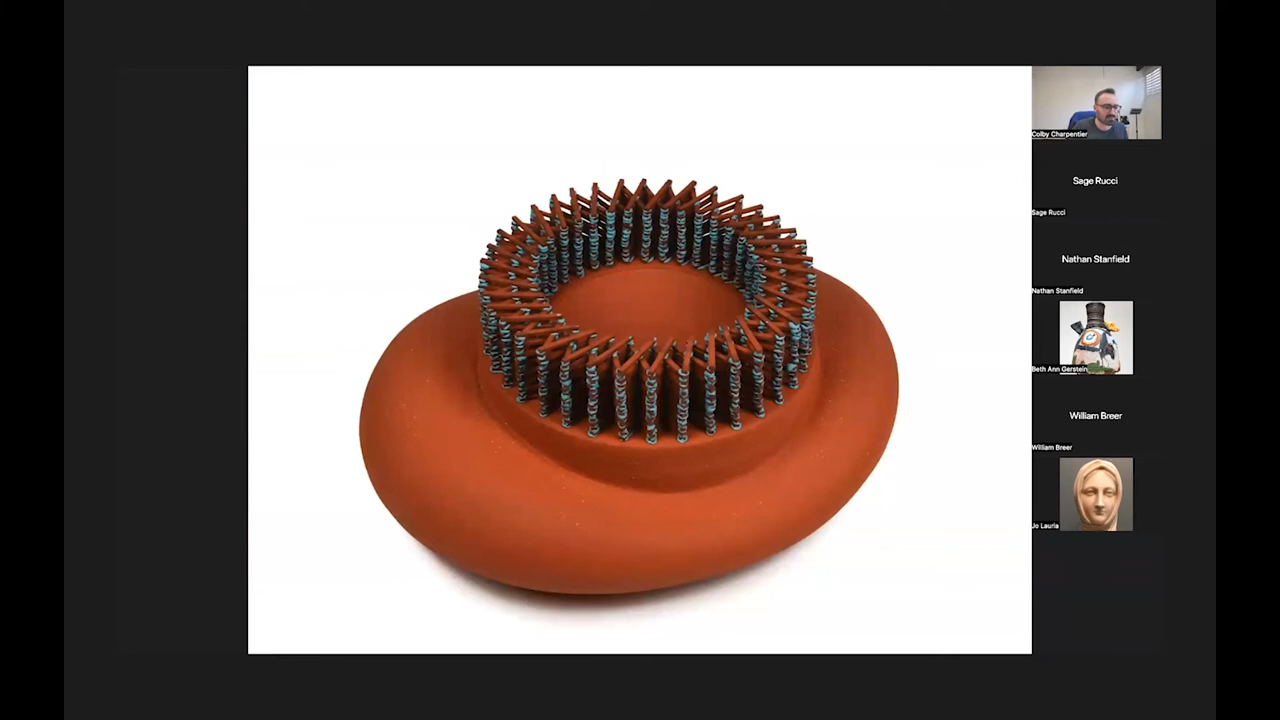 Colby Charpentier
Sage Rucci
Sage Rucci
Nathan Stanfield
Nathan Stanfield
Beth Ann Gerstein
William Breer
William Breer
Jo Lauria